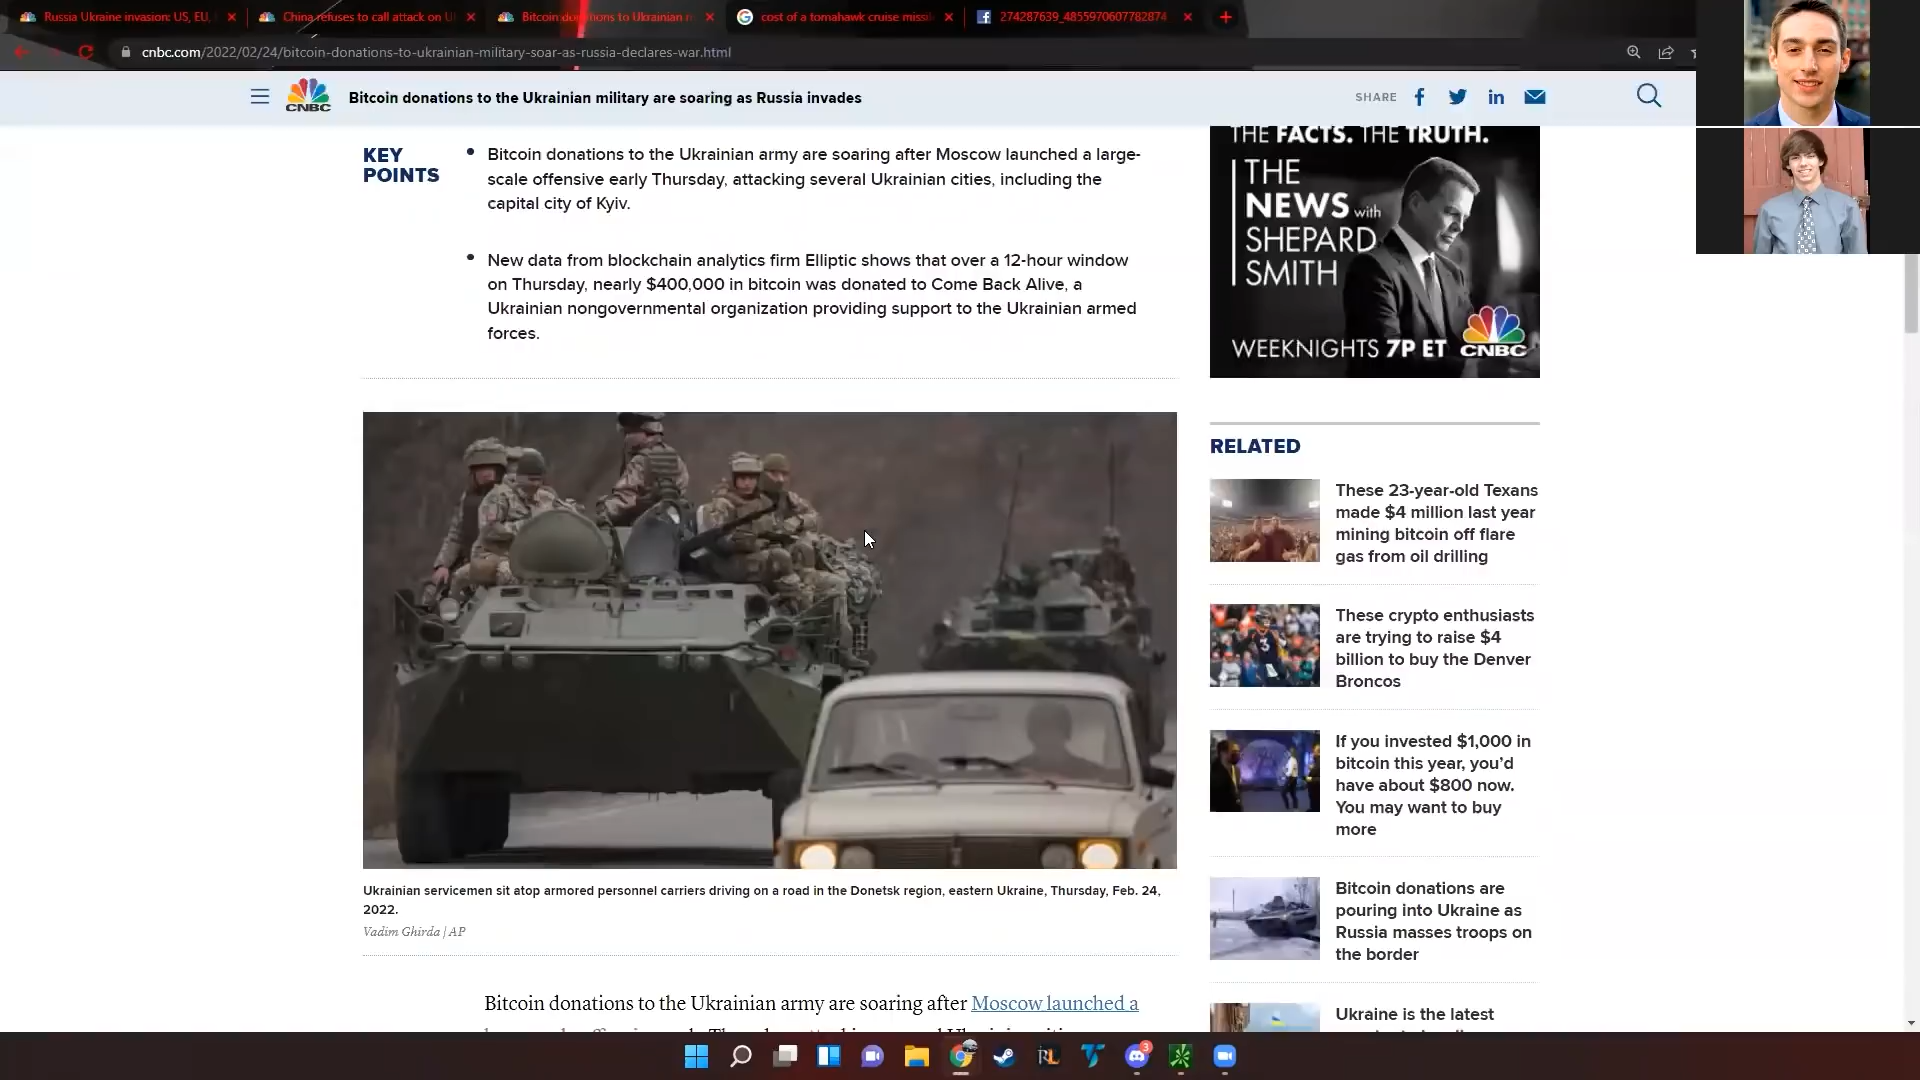 Russia Ukraine invasion: US, EU,
China refuses to call attack on U
Bitcoin donations to Ukrainian m
cost of a tomahawk cruise missil
274287639_4855970607782874
cnbc.com/2022/02/24/bitcoin-donations-to-ukrainian-military-soar-as-russia-declares-war.html
CNBC
Bitcoin donations to the Ukrainian military are soaring as Russia invades
SHARE
KEY
POINTS
Bitcoin donations to the Ukrainian army are soaring after Moscow launched a large-
scale offensive early Thursday, attacking several Ukrainian cities, including the
capital city of Kyiv.
New data from blockchain analytics firm Elliptic shows that over a 12-hour window
on Thursday, nearly $400,000 in bitcoin was donated to Come Back Alive, a
Ukrainian nongovernmental organization providing support to the Ukrainian armed
forces.
THE FACTS. THE TRUTH.
THE
NEWS with
SHEPARD
SMITH
WEEKNIGHTS 7P ET CNBC
Ukrainian servicemen sit atop armored personnel carriers driving on a road in the Donetsk region, eastern Ukraine, Thursday, Feb. 24,
2022.
Vadim Ghirda | AP
Bitcoin donations to the Ukrainian army are soaring after Moscow launched a
RELATED
These 23-year-old Texans
made $4 million last year
mining bitcoin off flare
gas from oil drilling
These crypto enthusiasts
are trying to raise $4
billion to buy the Denver
Broncos
3
If you invested $1,000 in
bitcoin this year, you'd
have about $800 now.
You may want to buy
more
Bitcoin donations are
pouring into Ukraine as
Russia masses troops on
the border
Ukraine is the latest
RL
3